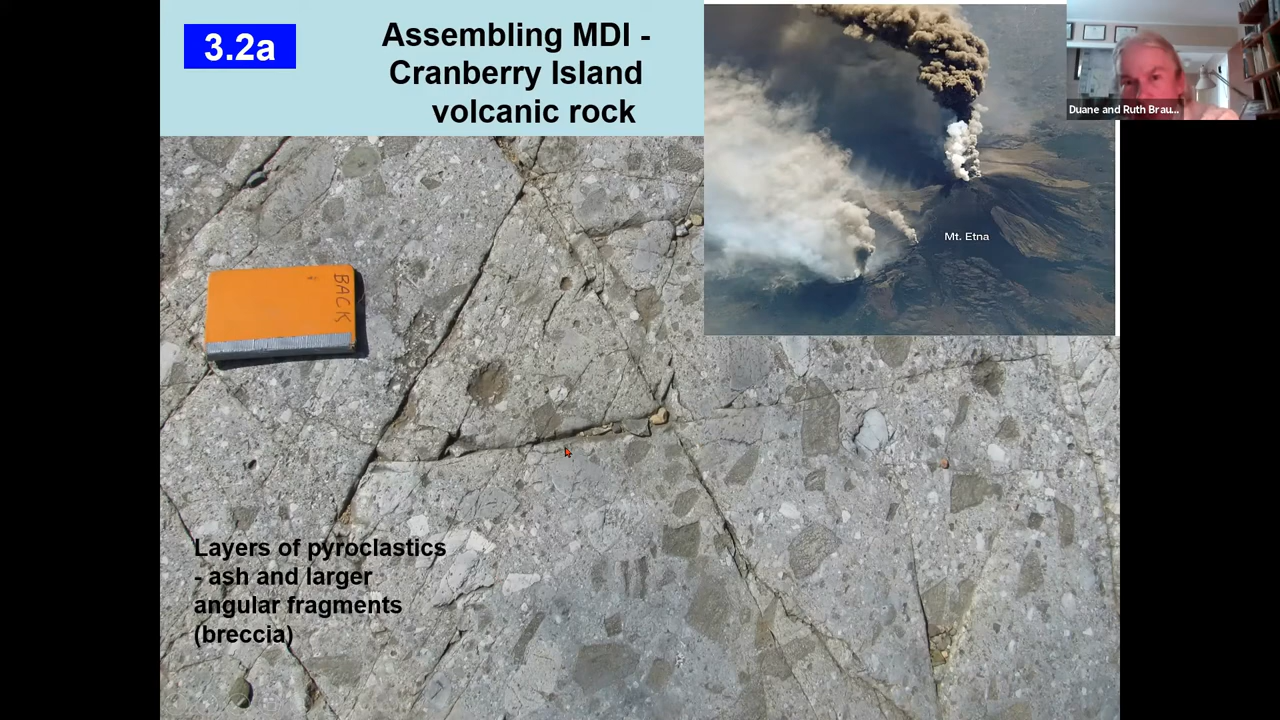 3.2a
Assembling MDI -
Cranberry Island
volcanic rock
Duane and Ruth Brau...
BACK
Mt. Etna
Layers of pyroclastics
- ash and larger
angular fragments
(breccia)